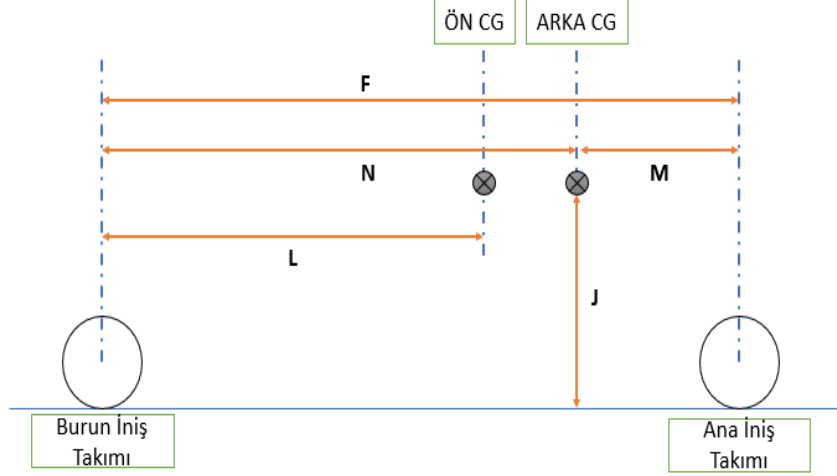 ÖN CG
ARKA CG
F
N
M
L
J
Burun İniş
Takımı
Ana İniş
Takımı